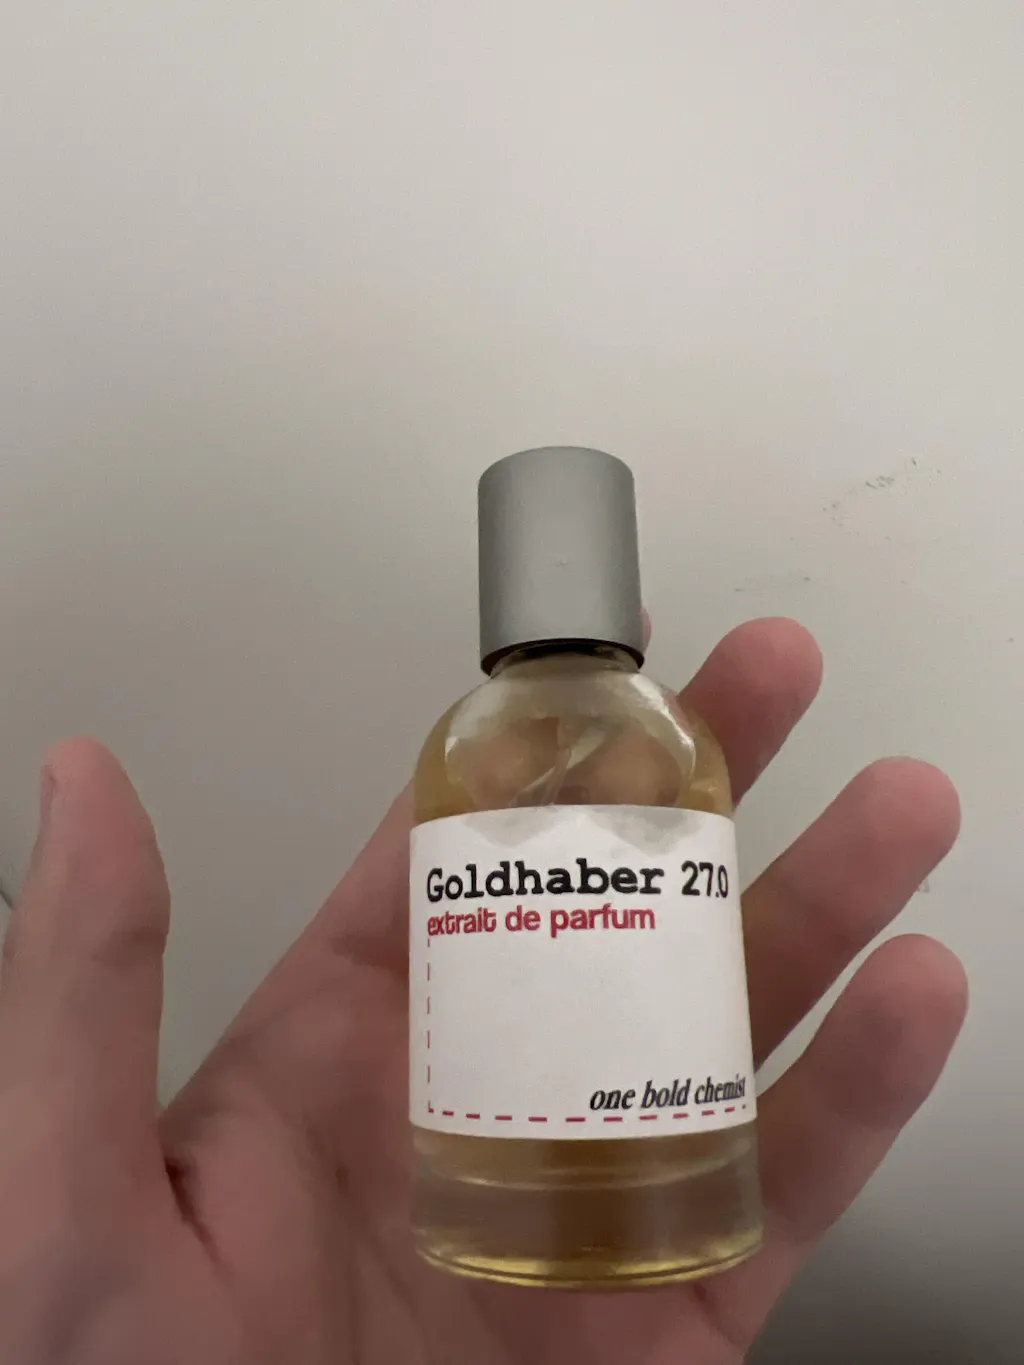 Goldhaber 27.0
extrait de parfum
one bold chemist